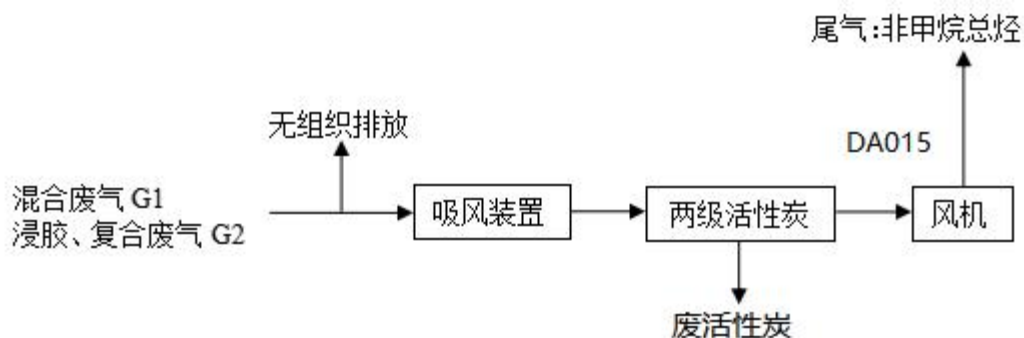 尾气:非甲烷总烃
无组织排放
DA015
混合废气 G1
浸胶、复合废气 G2
吸风装置
两级活性炭
风机
废活性炭